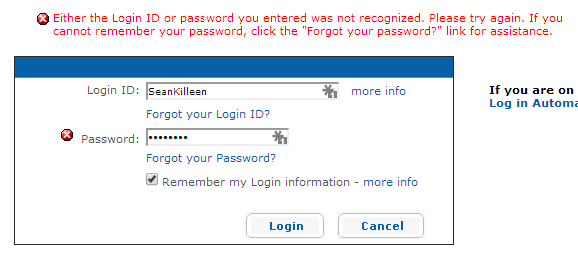 Either the Login ID or password you entered was not recognized. Please try again. If you
cannot remember your password, click the "Forgot your password?" link for assistance.
Login ID: SeanKilleen more info
Forgot your Login ID?
Password: ••••••••
Forgot your Password?
Remember my Login information - more info
Login Cancel
If you are on
Log in Automa